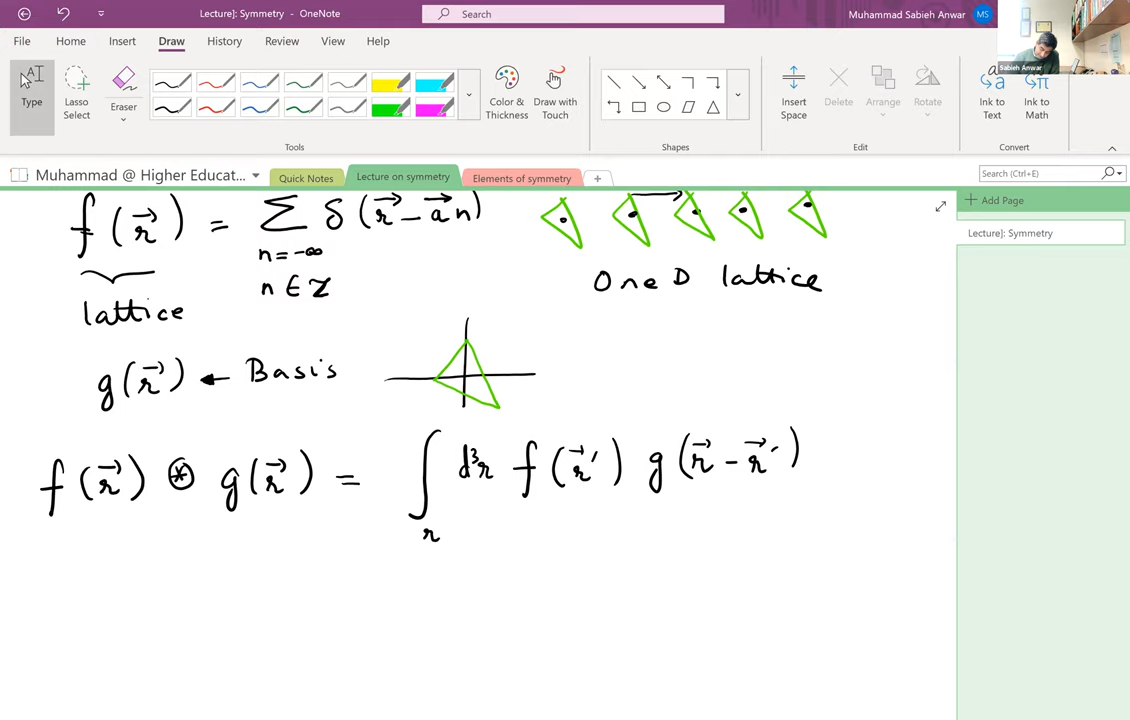 Lecture]: Symmetry - OneNote
Search
Muhammad Sabieh Anwar
MS
Sabieh Anwar
File Home Insert Draw History Review View Help
Type
Lasso Select
Eraser
Color & Thickness
Draw with Touch
Insert Space
Delete
Arrange
Rotate
Ink to Text
Ink to Math
Tools
Shapes
Edit
Convert
Muhammad @ Higher Educat...
Quick Notes
Lecture on symmetry
Elements of symmetry
Search (Ctrl+E)
Add Page
Lecture]: Symmetry
f(r⃗) = ∑ δ(r⃗ - a⃗n)
n = -∞
n ∈ Z
lattice
One D lattice
g(r⃗) ← Basis
f(r⃗) ⊛ g(r⃗) = ∫ d³r f(r⃗′) g(r⃗ - r⃗′)
r